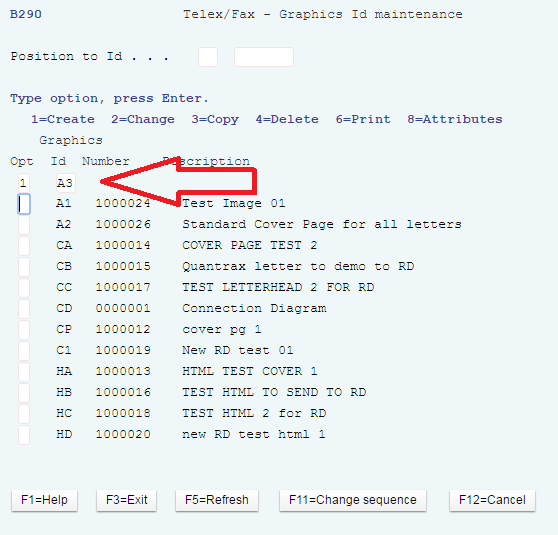 B290 Telex/Fax - Graphics Id maintenance
Position to Id . . .
Type option, press Enter.
1=Create 2=Change 3=Copy 4=Delete 6=Print 8=Attributes
Graphics
Opt Id Number Description
1 A3
A1 1000024 Test Image 01
A2 1000026 Standard Cover Page for all letters
CA 1000014 COVER PAGE TEST 2
CB 1000015 Quantrax letter to demo to RD
CC 1000017 TEST LETTERHEAD 2 FOR RD
CD 0000001 Connection Diagram
CP 1000012 cover pg 1
C1 1000019 New RD test 01
HA 1000013 HTML TEST COVER 1
HB 1000016 TEST HTML TO SEND TO RD
HC 1000018 TEST HTML 2 for RD
HD 1000020 new RD test html 1
F1=Help F3=Exit F5=Refresh F11=Change sequence F12=Cancel